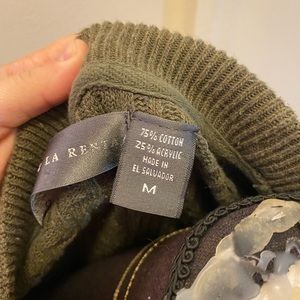 LA RENTA
75% COTTON
25% ACRYLIC
MADE IN
EL SALVADOR
M